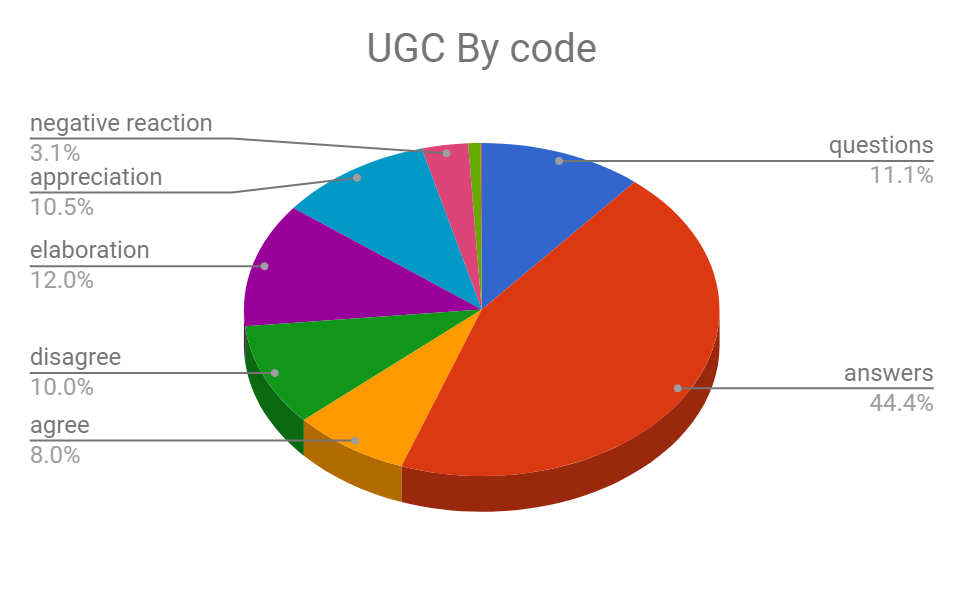 UGC By code
negative reaction
3.1%
appreciation
10.5%
elaboration
12.0%
disagree
10.0%
agree
8.0%
questions
11.1%
answers
44.4%